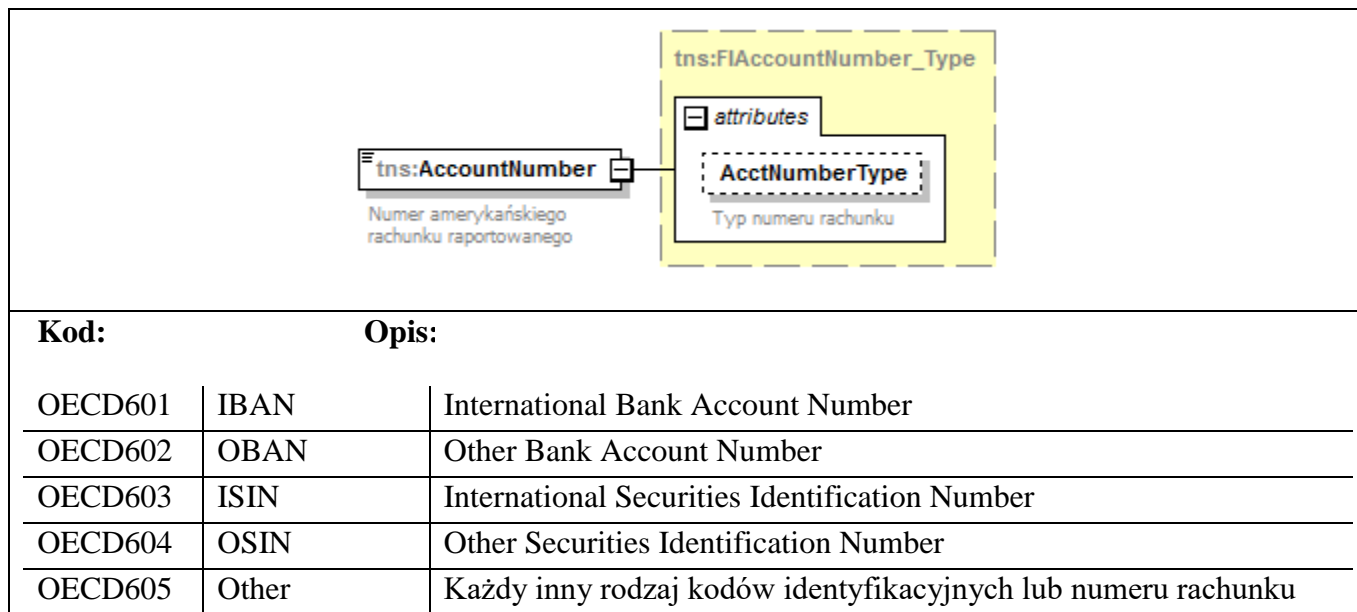 tns:FIAccountNumber_Type
attributes
tns:AccountNumber
AcctNumberType
Numer amerykańskiego
rachunku raportowanego
Typ numeru rachunku
Kod: Opis:
OECD601 IBAN International Bank Account Number
OECD602 OBAN Other Bank Account Number
OECD603 ISIN International Securities Identification Number
OECD604 OSIN Other Securities Identification Number
OECD605 Other Każdy inny rodzaj kodów identyfikacyjnych lub numeru rachunku